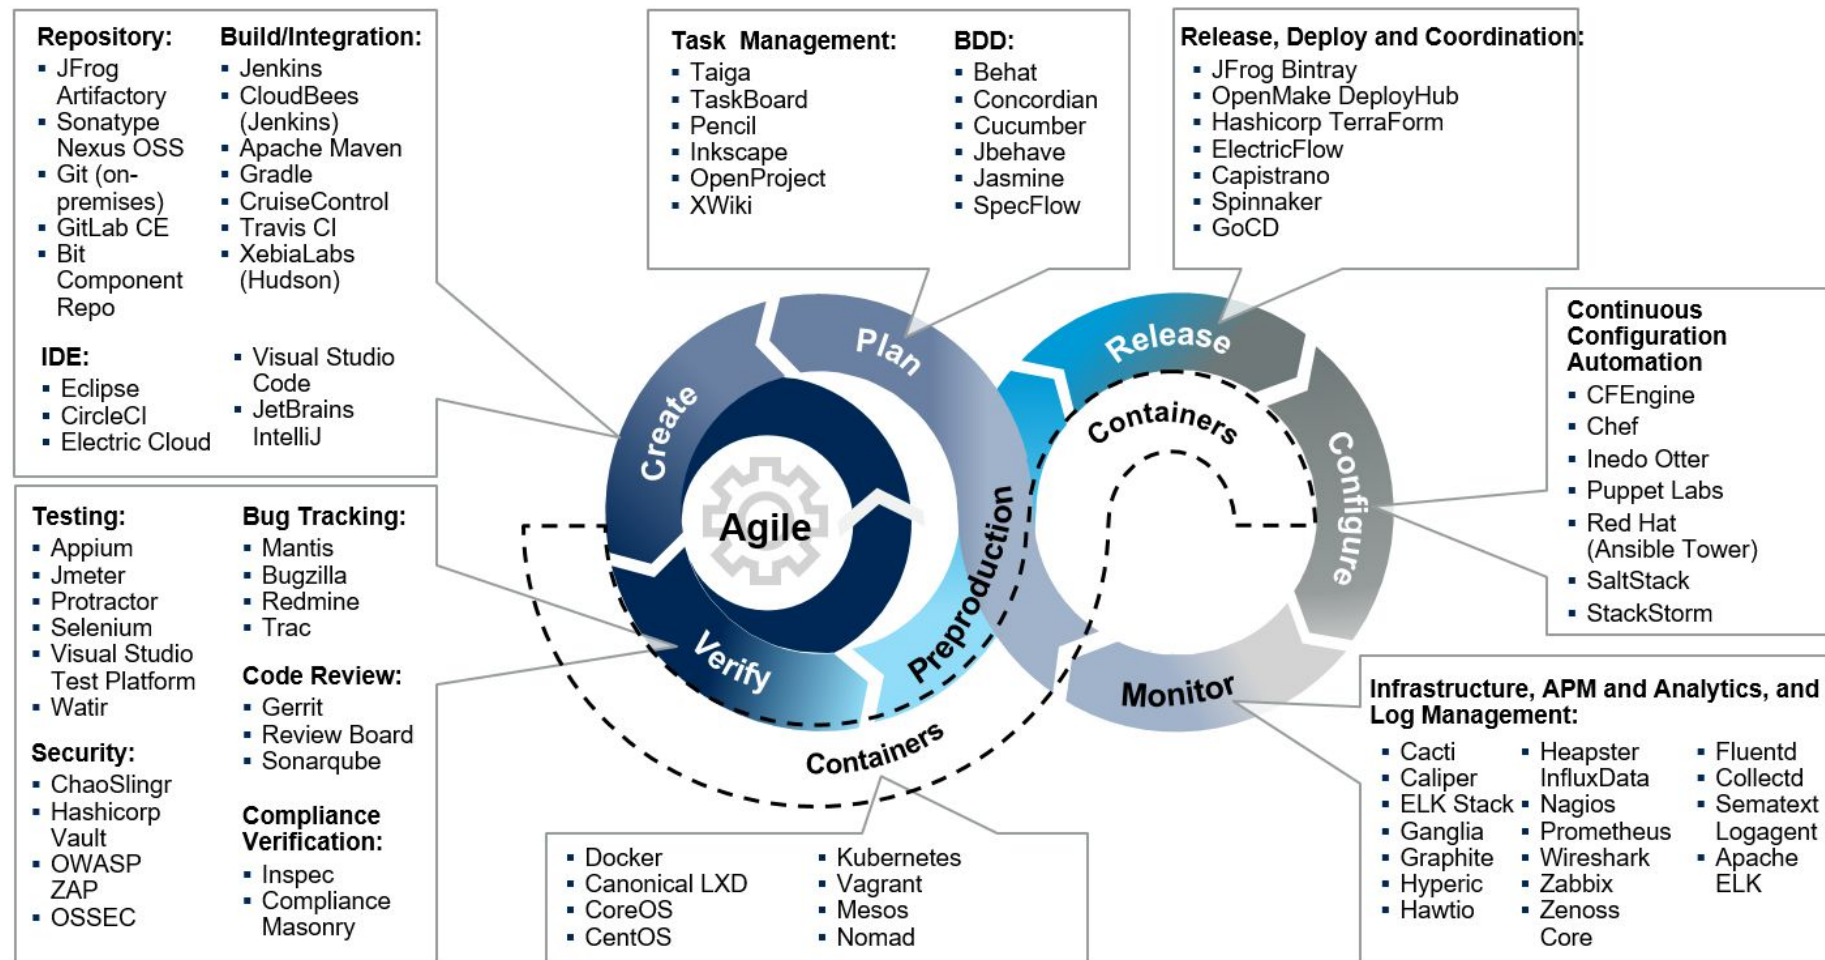 Repository:
JFrog
Artifactory
Sonatype
Nexus OSS
Git (on-
premises)
GitLab CE
Bit
Component
Repo
Build/Integration:
Jenkins
CloudBees
(Jenkins)
Apache Maven
Gradle
CruiseControl
Travis CI
XebiaLabs
(Hudson)
IDE:
Eclipse
CircleCI
Electric Cloud
Visual Studio
Code
JetBrains
IntelliJ
Task Management:
Taiga
TaskBoard
Pencil
Inkscape
OpenProject
XWiki
BDD:
Behat
Concordian
Cucumber
Jbehave
Jasmine
SpecFlow
Release, Deploy and Coordination:
JFrog Bintray
OpenMake DeployHub
Hashicorp TerraForm
ElectricFlow
Capistrano
Spinnaker
GoCD
Continuous
Configuration
Automation
CFEngine
Chef
Inedo Otter
Puppet Labs
Red Hat
(Ansible Tower)
SaltStack
StackStorm
Plan
Create
Agile
Verify
Preproduction
Release
Containers
Configure
Monitor
Containers
Testing:
Appium
Jmeter
Protractor
Selenium
Visual Studio
Test Platform
Watir
Security:
ChaoSlingr
Hashicorp
Vault
OWASP
ZAP
OSSEC
Bug Tracking:
Mantis
Bugzilla
Redmine
Trac
Code Review:
Gerrit
Review Board
Sonarqube
Compliance
Verification:
Inspec
Compliance
Masonry
Docker
Canonical LXD
CoreOS
CentOS
Kubernetes
Vagrant
Mesos
Nomad
Infrastructure, APM and Analytics, and
Log Management:
Cacti
Caliper
ELK Stack
Ganglia
Graphite
Hyperic
Hawtio
Heapster
InfluxData
Nagios
Prometheus
Wireshark
Zabbix
Zenoss
Core
Fluentd
Collectd
Sematext
Logagent
Apache
ELK